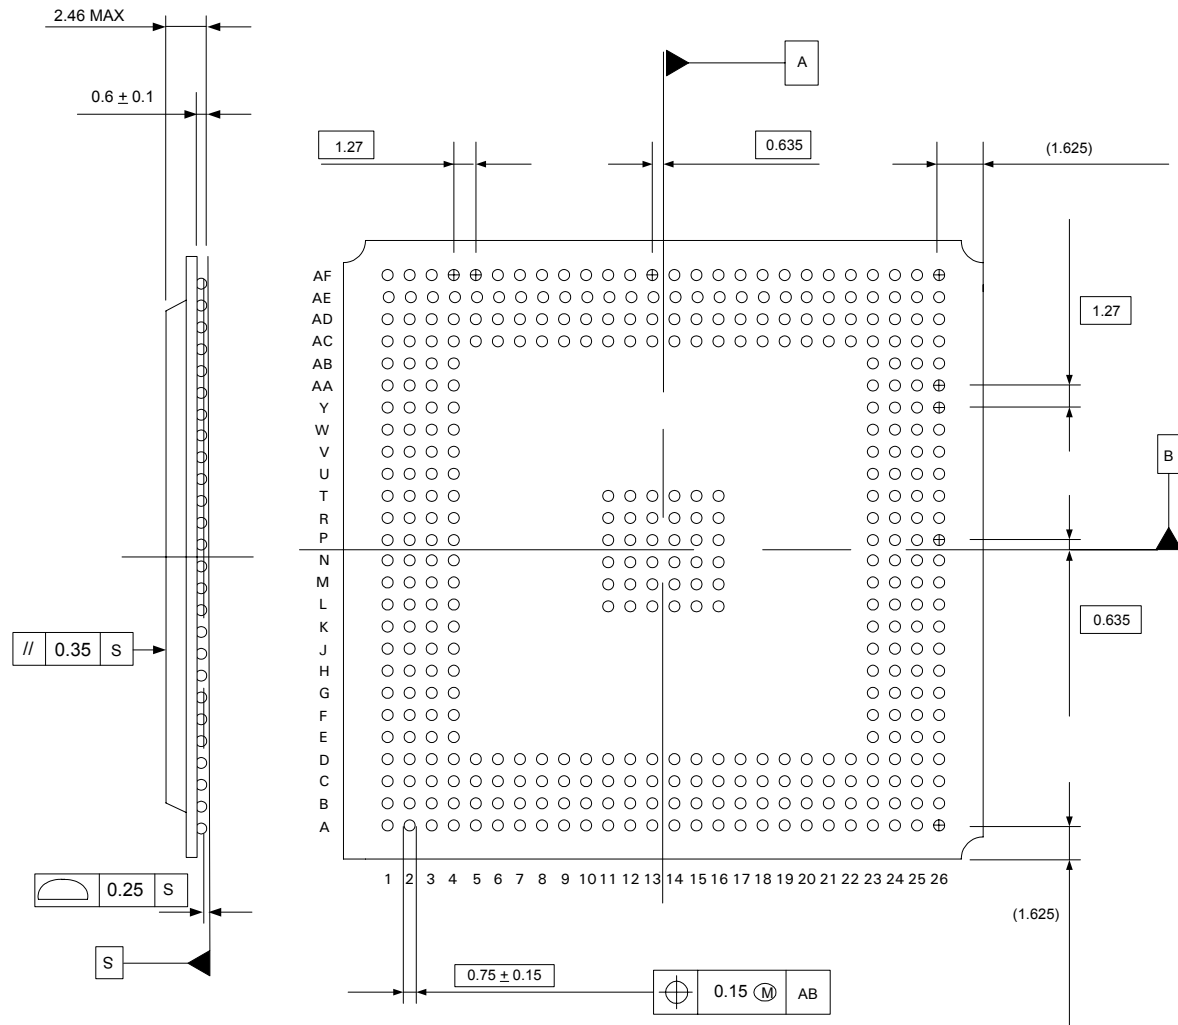 2.46 MAX
A
0.6 ± 0.1
1.27
0.635
(1.625)
AF
AE
AD
AC
AB
AA
Y
W
V
U
T
R
P
N
M
L
K
J
H
G
F
E
D
C
B
A
1.27
B
0.635
// 0.35 S
1 2 3 4 5 6 7 8 9 10 11 12 13 14 15 16 17 18 19 20 21 22 23 24 25 26
0.25 S
(1.625)
S
0.75 ± 0.15
0.15 Ⓜ AB